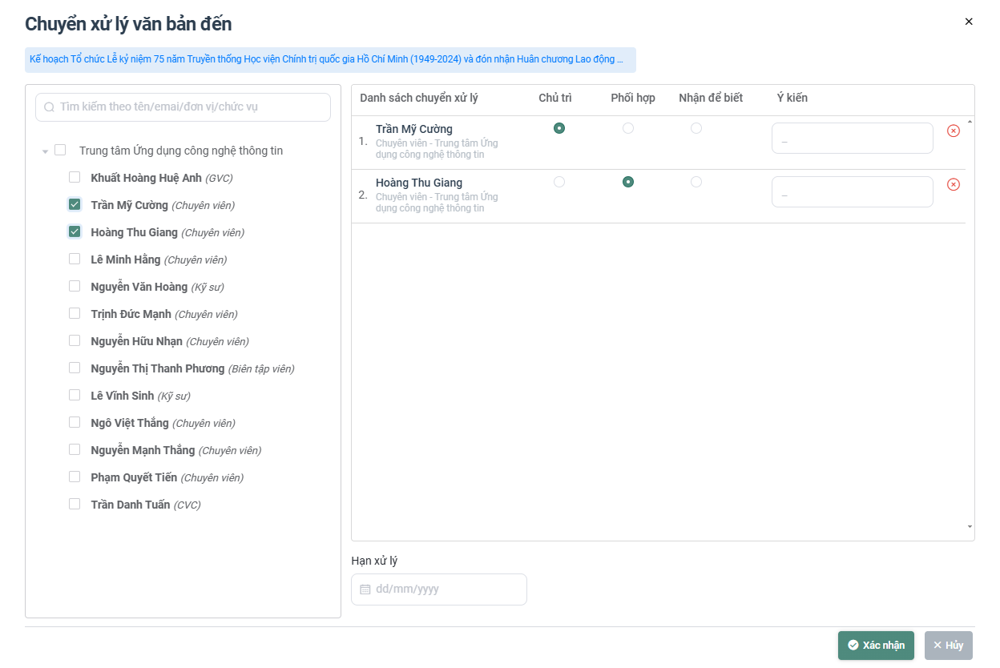 Chuyển xử lý văn bản đến
Kế hoạch Tổ chức Lễ kỷ niệm 75 năm Truyền thống Học viện Chính trị quốc gia Hồ Chí Minh (1949-2024) và đón nhận Huân chương Lao động ...
Tìm kiếm theo tên/emai/đơn vị/chức vụ
Trung tâm Ứng dụng công nghệ thông tin
Khuất Hoàng Huệ Anh (GVC)
Trần Mỹ Cường (Chuyên viên)
Hoàng Thu Giang (Chuyên viên)
Lê Minh Hằng (Chuyên viên)
Nguyễn Văn Hoàng (Kỹ sư)
Trịnh Đức Mạnh (Chuyên viên)
Nguyễn Hữu Nhạn (Chuyên viên)
Nguyễn Thị Thanh Phương (Biên tập viên)
Lê Vĩnh Sinh (Kỹ sư)
Ngô Việt Thắng (Chuyên viên)
Nguyễn Mạnh Thắng (Chuyên viên)
Phạm Quyết Tiến (Chuyên viên)
Trần Danh Tuấn (CVC)
Danh sách chuyển xử lý Chủ trì Phối hợp Nhận để biết Ý kiến
1. Trần Mỹ Cường
Chuyên viên - Trung tâm Ứng
dụng công nghệ thông tin
_
2. Hoàng Thu Giang
Chuyên viên - Trung tâm Ứng
dụng công nghệ thông tin
_
Hạn xử lý
dd/mm/yyyy
Xác nhận
Hủy